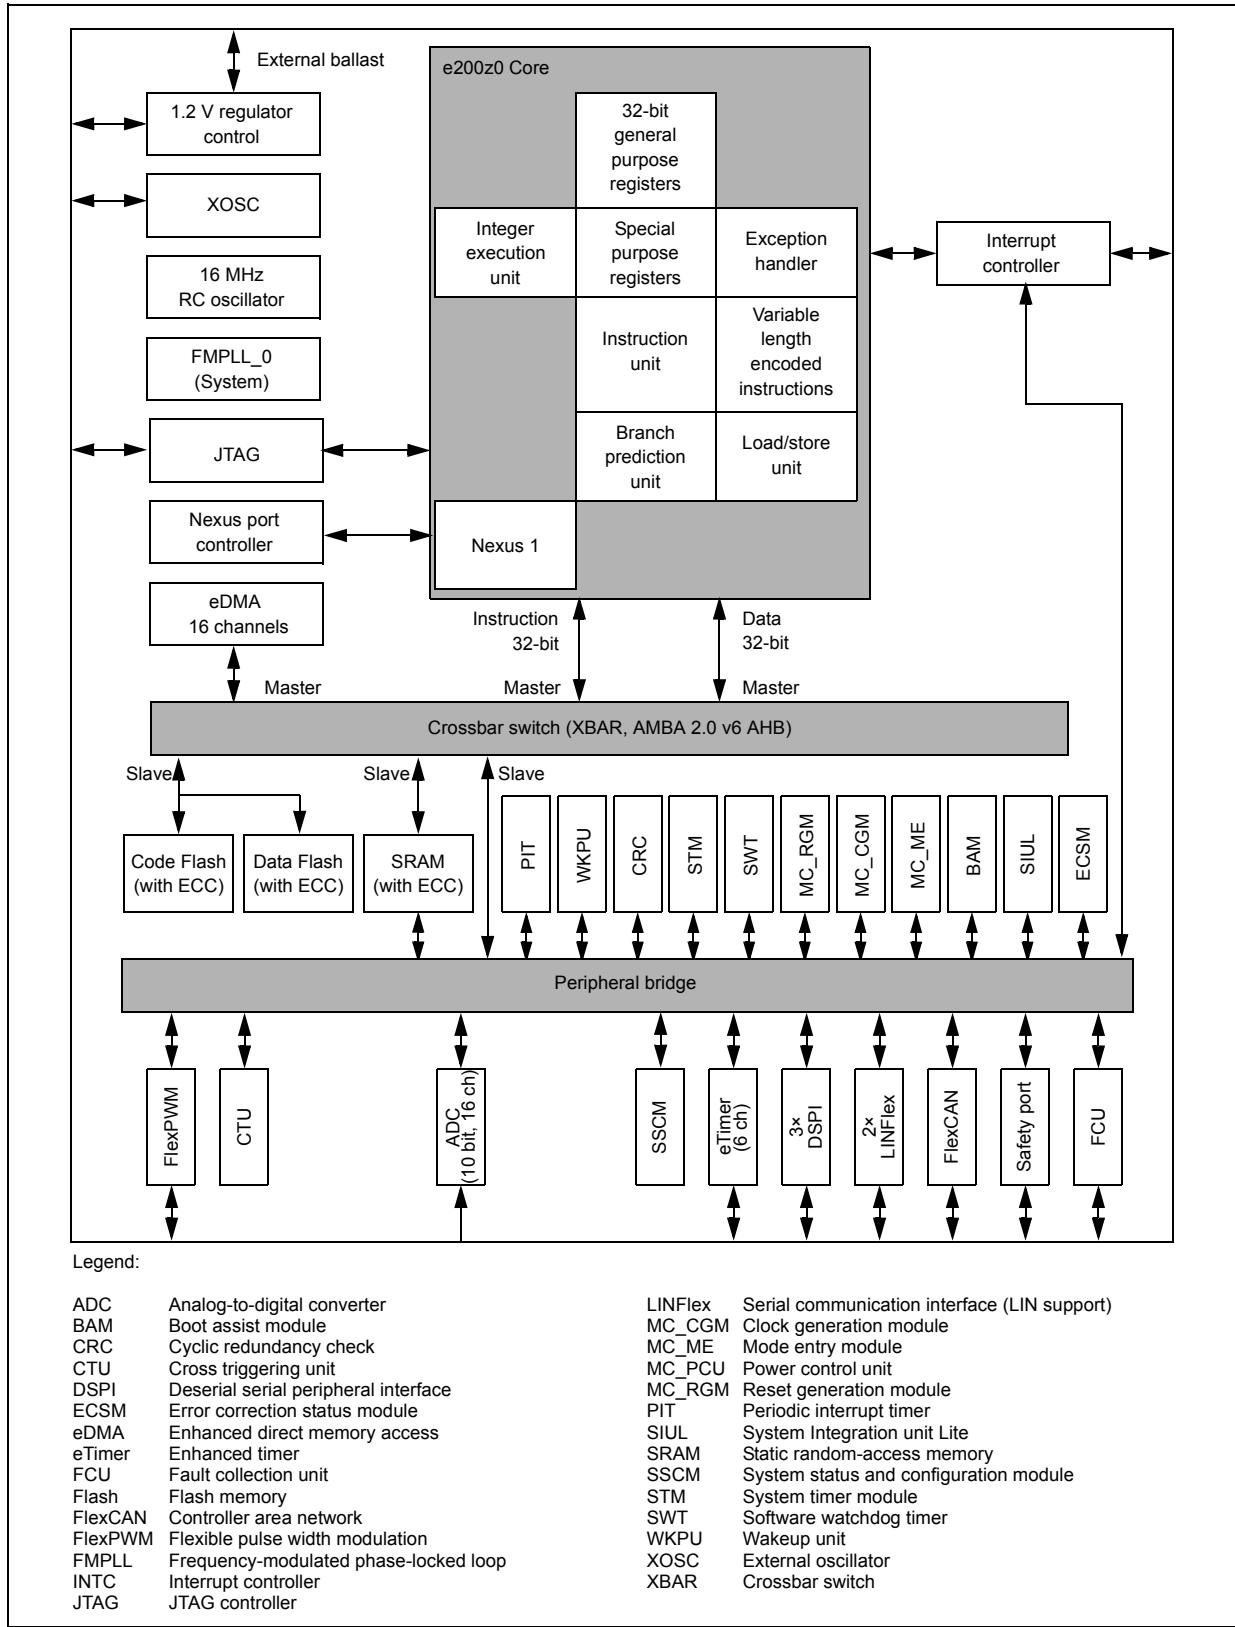 External ballast
1.2 V regulator
control
XOSC
16 MHz
RC oscillator
FMPLL_0
(System)
JTAG
Nexus port
controller
eDMA
16 channels
e200z0 Core
32-bit
general
purpose
registers
Integer
execution
unit
Special
purpose
registers
Exception
handler
Instruction
unit
Variable
length
encoded
instructions
Branch
prediction
unit
Load/store
unit
Nexus 1
Interrupt
controller
Instruction
32-bit
Data
32-bit
Master
Master
Master
Crossbar switch (XBAR, AMBA 2.0 v6 AHB)
Slave
Slave
Slave
Code Flash
(with ECC)
Data Flash
(with ECC)
SRAM
(with ECC)
PIT
WKPU
CRC
STM
SWT
MC_RGM
MC_CGM
MC_ME
BAM
SIUL
ECSM
Peripheral bridge
FlexPWM
CTU
ADC
(10 bit, 16 ch)
SSCM
eTimer
(6 ch)
3×
DSPI
2×
LINFlex
FlexCAN
Safety port
FCU
Legend:
ADC Analog-to-digital converter
BAM Boot assist module
CRC Cyclic redundancy check
CTU Cross triggering unit
DSPI Deserial serial peripheral interface
ECSM Error correction status module
eDMA Enhanced direct memory access
eTimer Enhanced timer
FCU Fault collection unit
Flash Flash memory
FlexCAN Controller area network
FlexPWM Flexible pulse width modulation
FMPLL Frequency-modulated phase-locked loop
INTC Interrupt controller
JTAG JTAG controller
LINFlex Serial communication interface (LIN support)
MC_CGM Clock generation module
MC_ME Mode entry module
MC_PCU Power control unit
MC_RGM Reset generation module
PIT Periodic interrupt timer
SIUL System Integration unit Lite
SRAM Static random-access memory
SSCM System status and configuration module
STM System timer module
SWT Software watchdog timer
WKPU Wakeup unit
XOSC External oscillator
XBAR Crossbar switch